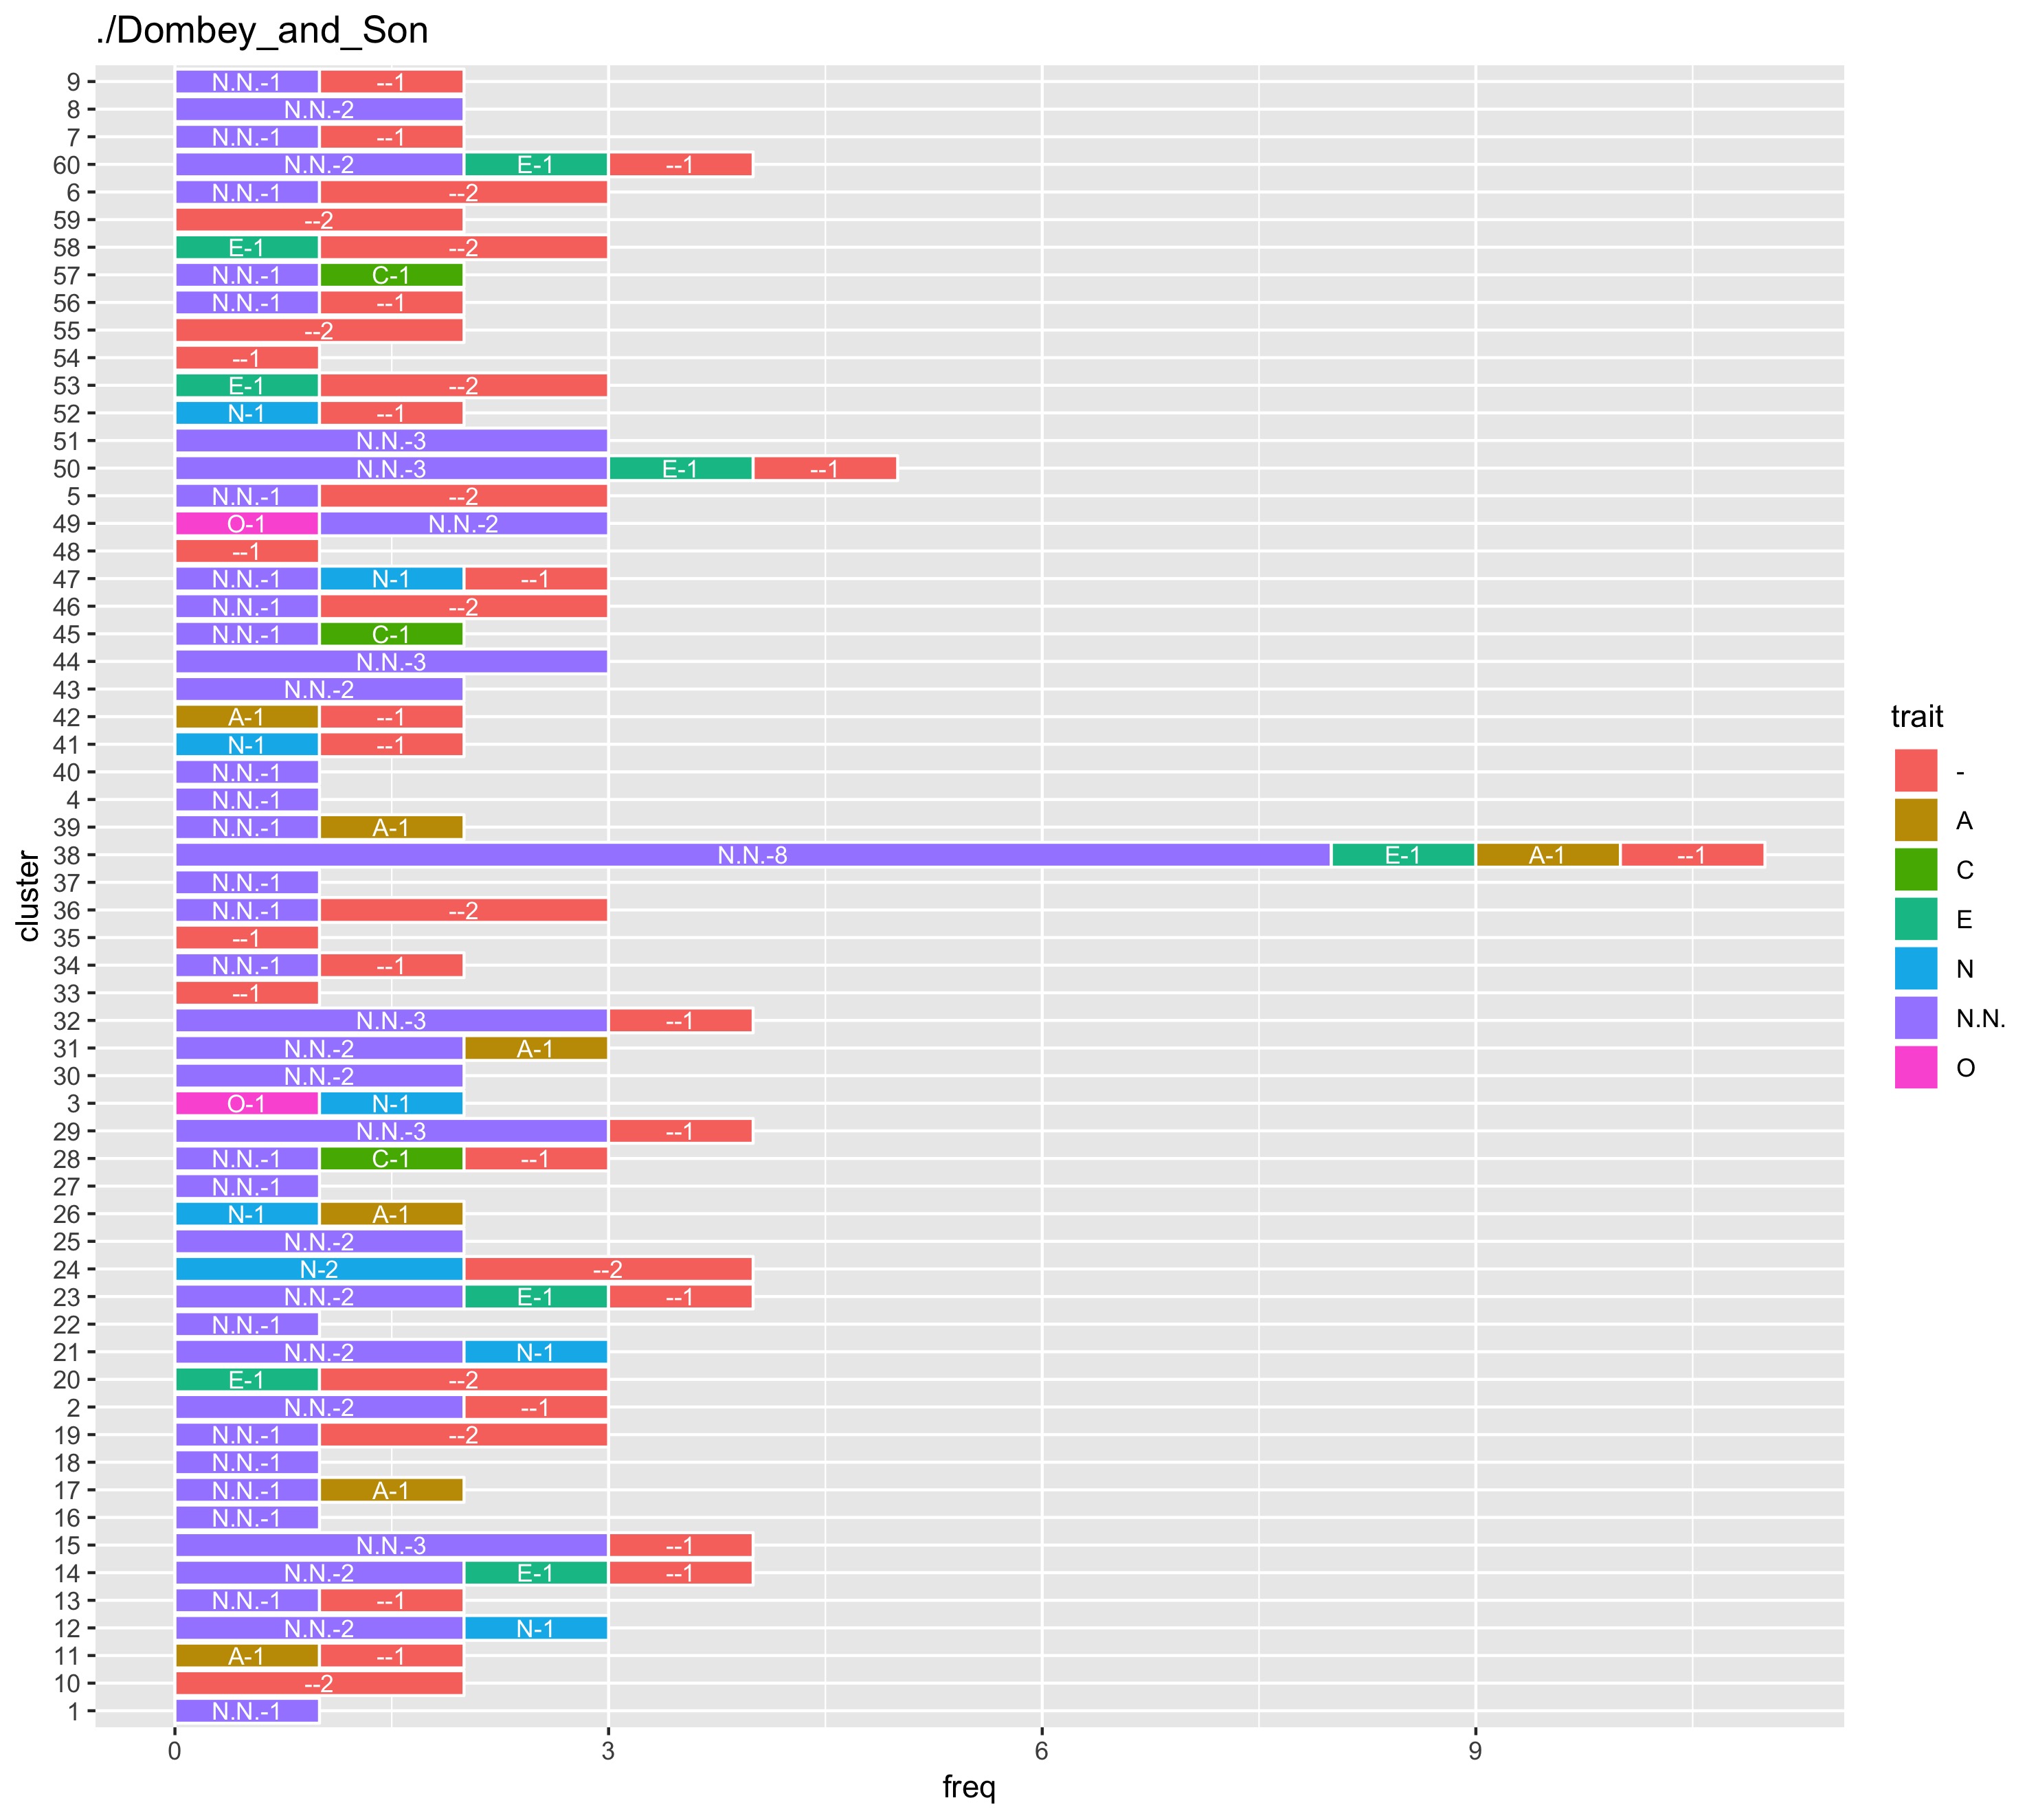 ./Dombey_and_Son
9 N.N.-1 --1
8 N.N.-2
7 N.N.-1 --1
60 N.N.-2 E-1 --1
6 N.N.-1 --2
59 --2
58 E-1 --2
57 N.N.-1 C-1
56 N.N.-1 --1
55 --2
54 --1
53 E-1 --2
52 N-1 --1
51 N.N.-3
50 N.N.-3 E-1 --1
5 N.N.-1 --2
49 O-1 N.N.-2
48 --1
47 N.N.-1 N-1 --1
46 N.N.-1 --2
45 N.N.-1 C-1
44 N.N.-3
43 N.N.-2
42 A-1 --1
41 N-1 --1
40 N.N.-1
4 N.N.-1
39 N.N.-1 A-1
38 N.N.-8 E-1 A-1 --1
37 N.N.-1
36 N.N.-1 --2
35 --1
34 N.N.-1 --1
33 --1
32 N.N.-3 --1
31 N.N.-2 A-1
30 N.N.-2
3 O-1 N-1
29 N.N.-3 --1
28 N.N.-1 C-1 --1
27 N.N.-1
26 N-1 A-1
25 N.N.-2
24 N-2 --2
23 N.N.-2 E-1 --1
22 N.N.-1
21 N.N.-2 N-1
20 E-1 --2
2 N.N.-2 --1
19 N.N.-1 --2
18 N.N.-1
17 N.N.-1 A-1
16 N.N.-1
15 N.N.-3 --1
14 N.N.-2 E-1 --1
13 N.N.-1 --1
12 N.N.-2 N-1
11 A-1 --1
10 --2
1 N.N.-1
0 3 6 9
freq
cluster
trait
-
A
C
E
N
N.N.
O